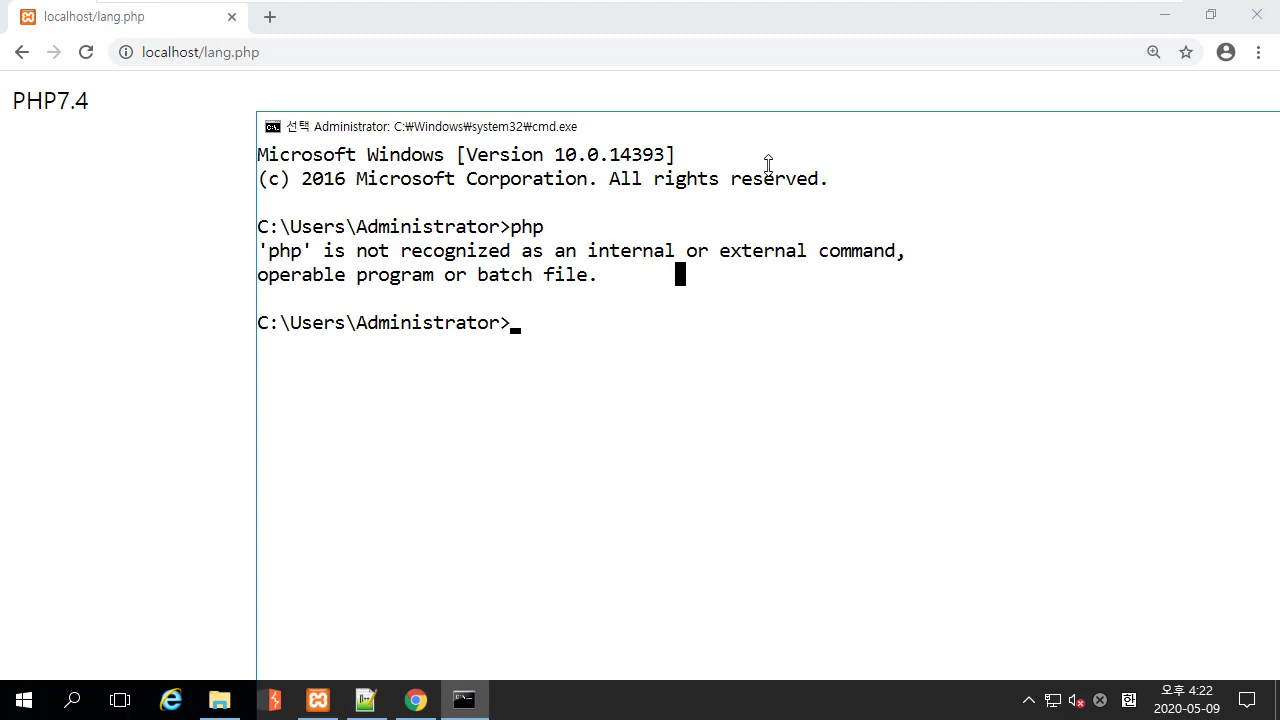 localhost/lang.php
localhost/lang.php
PHP7.4
선택 Administrator: C:₩Windows₩system32₩cmd.exe
Microsoft Windows [Version 10.0.14393]
(c) 2016 Microsoft Corporation. All rights reserved.
C:\Users\Administrator>php
'php' is not recognized as an internal or external command,
operable program or batch file.
C:\Users\Administrator>
한
오후 4:22
2020-05-09